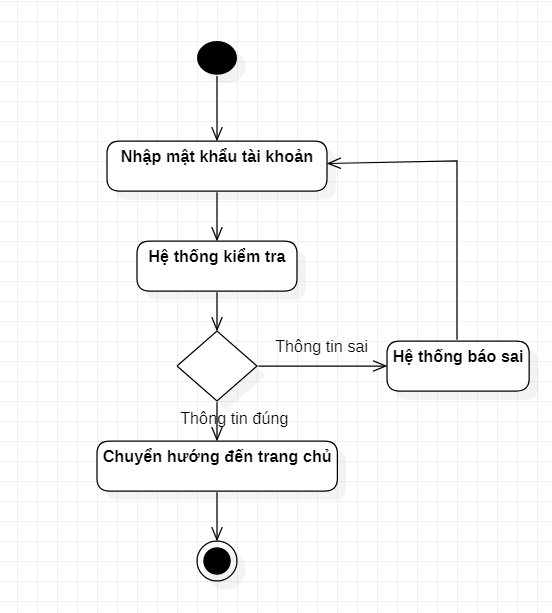 Nhập mật khẩu tài khoản
Hệ thống kiểm tra
Thông tin sai
Hệ thống báo sai
Thông tin đúng
Chuyển hướng đến trang chủ